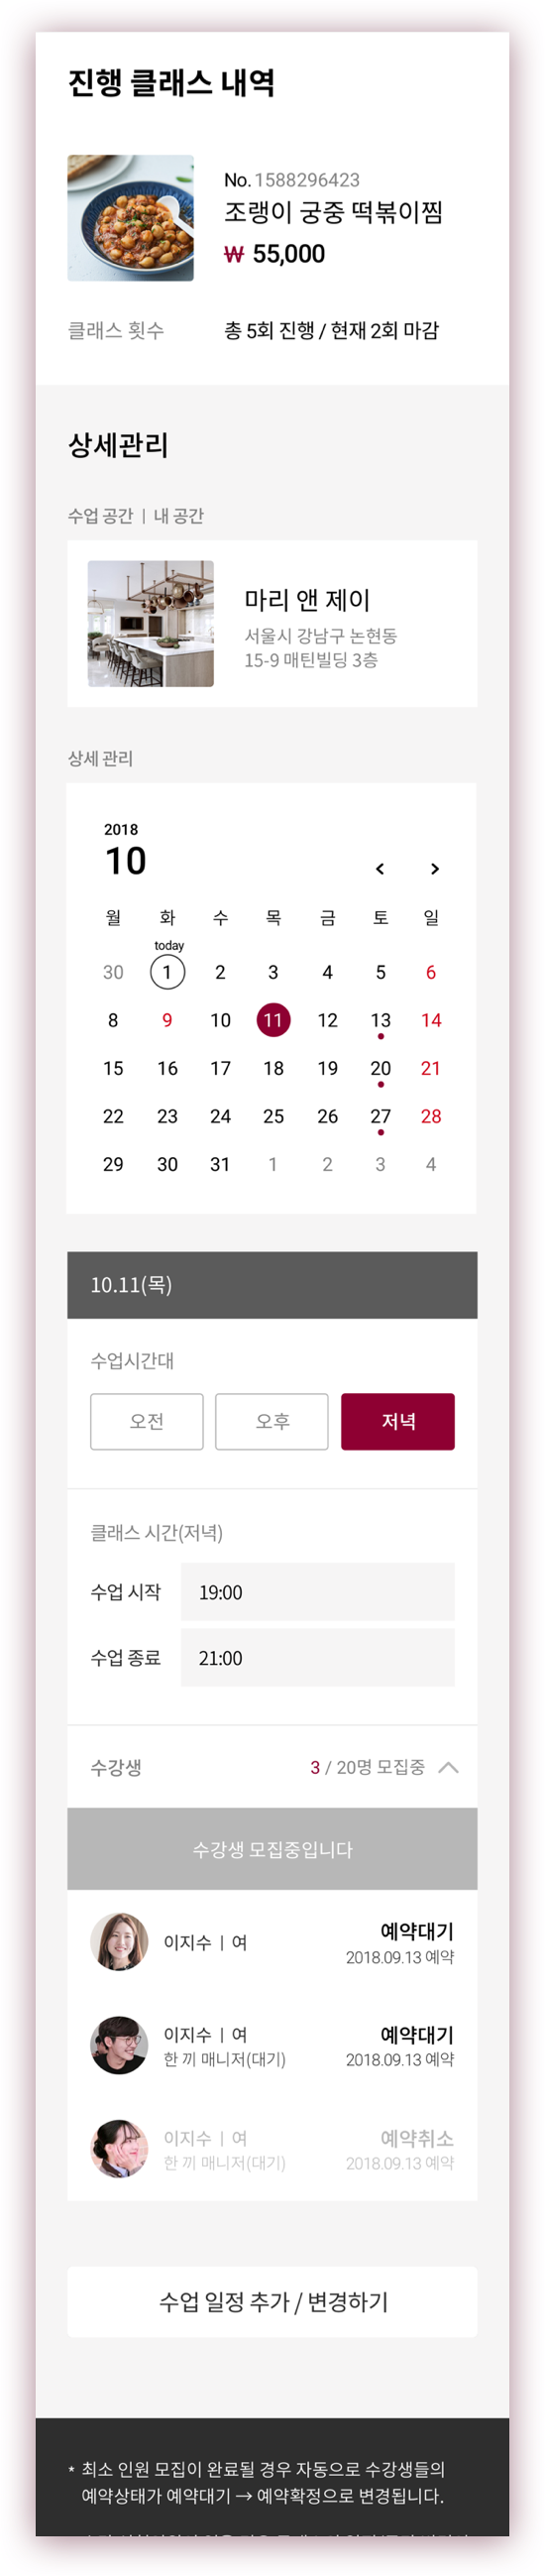 진행 클래스 내역
No. 1588296423
조랭이 궁중 떡볶이찜
₩ 55,000
클래스 횟수 총 5회 진행 / 현재 2회 마감
상세관리
수업 공간 | 내 공간
마리 앤 제이
서울시 강남구 논현동
15-9 매틴빌딩 3층
상세 관리
2018
10
< >
월 화 수 목 금 토 일
today
30 1 2 3 4 5 6
8 9 10 11 12 13 14
15 16 17 18 19 20 21
22 23 24 25 26 27 28
29 30 31 1 2 3 4
10.11(목)
수업시간대
오전 오후 저녁
클래스 시간(저녁)
수업 시작 19:00
수업 종료 21:00
수강생 3 / 20명 모집중
수강생 모집중입니다
이지수 | 여 예약대기
2018.09.13 예약
이지수 | 여 예약대기
한 끼 매니저(대기) 2018.09.13 예약
이지수 | 여 예약취소
한 끼 매니저(대기) 2018.09.13 예약
수업 일정 추가 / 변경하기
* 최소 인원 모집이 완료될 경우 자동으로 수강생들의
예약상태가 예약대기 → 예약확정으로 변경됩니다.